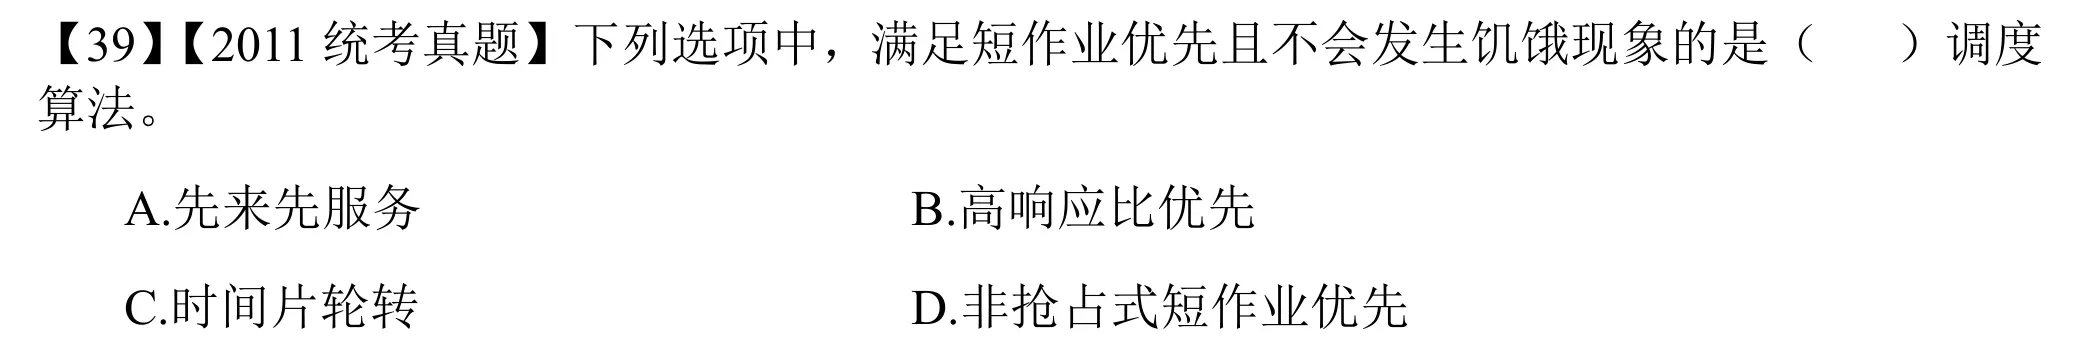 【39】【2011 统考真题】下列选项中，满足短作业优先且不会发生饥饿现象的是（　　）调度
算法。
A.先来先服务 B.高响应比优先
C.时间片轮转 D.非抢占式短作业优先